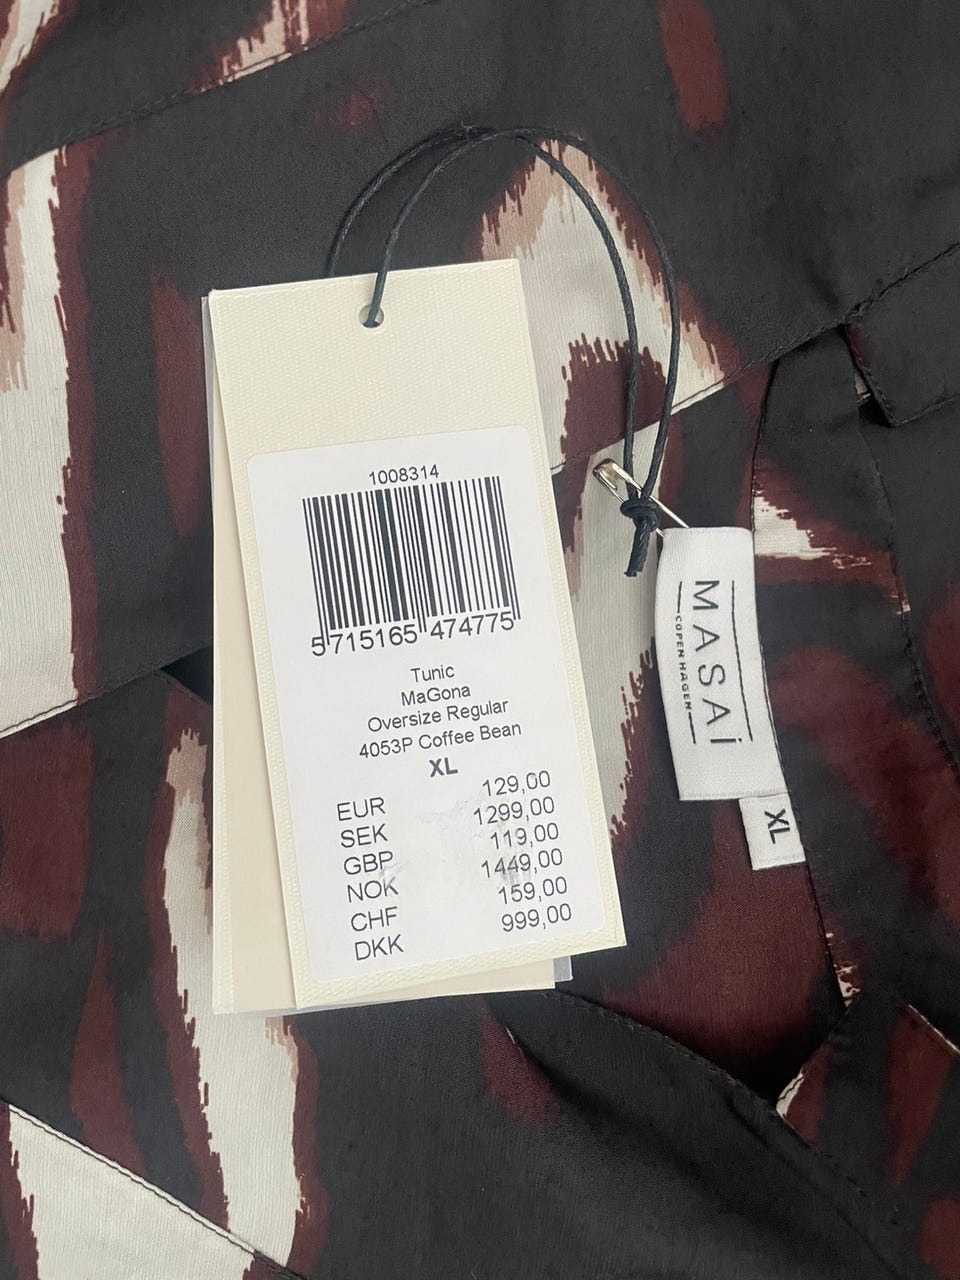 1008314
5 715165 474775
Tunic
MaGona
Oversize Regular
4053P Coffee Bean
XL
EUR 129,00
SEK 1299,00
GBP 119,00
NOK 1449,00
CHF 159,00
DKK 999,00
MASAI
COPENHAGEN
XL